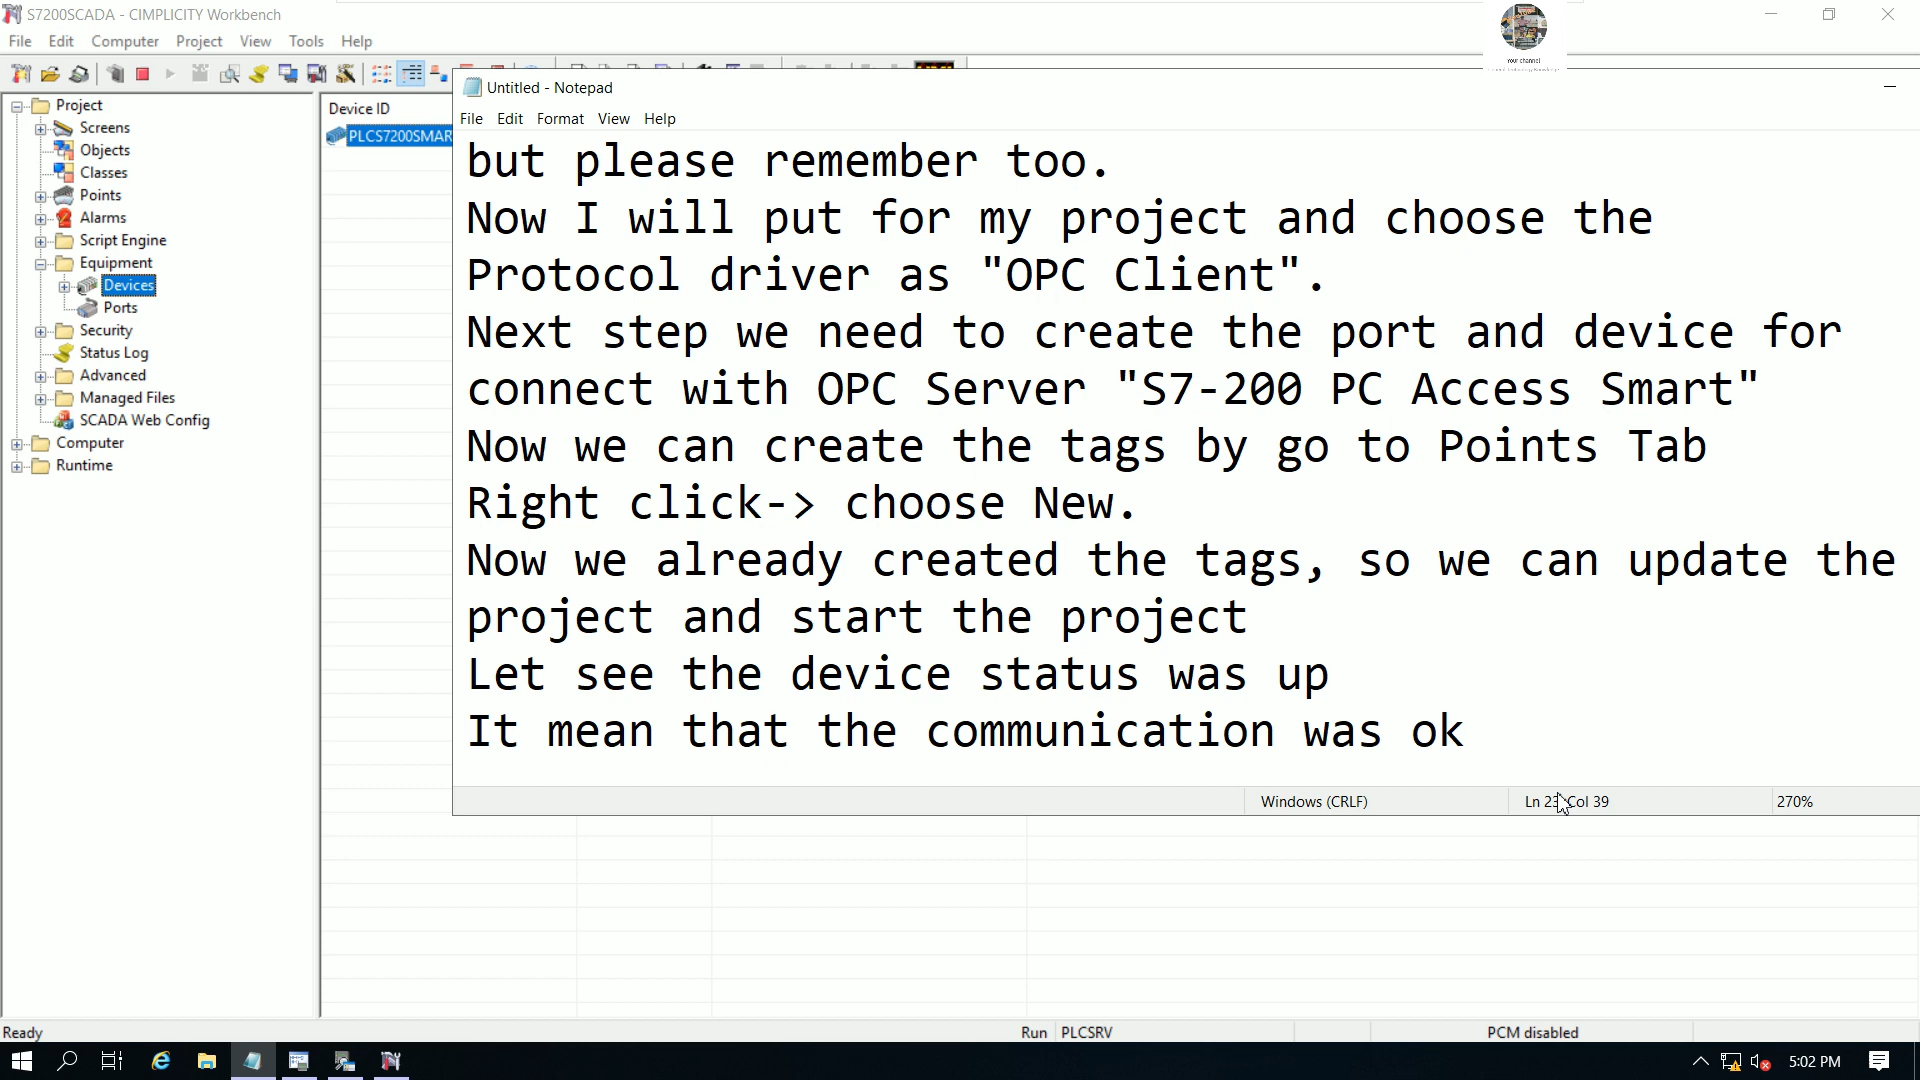 S7200SCADA - CIMPLICITY Workbench
File Edit Computer Project View Tools Help
Your channel
Project
Screens
Objects
Classes
Points
Alarms
Script Engine
Equipment
Devices
Ports
Security
Status Log
Advanced
Managed Files
SCADA Web Config
Computer
Runtime
Device ID
PLCS7200SMAR
Untitled - Notepad
File Edit Format View Help
but please remember too.
Now I will put for my project and choose the
Protocol driver as "OPC Client".
Next step we need to create the port and device for
connect with OPC Server "S7-200 PC Access Smart"
Now we can create the tags by go to Points Tab
Right click-> choose New.
Now we already created the tags, so we can update the
project and start the project
Let see the device status was up
It mean that the communication was ok
Windows (CRLF) Ln 23, Col 39 270%
Ready Run PLCSRV PCM disabled
5:02 PM